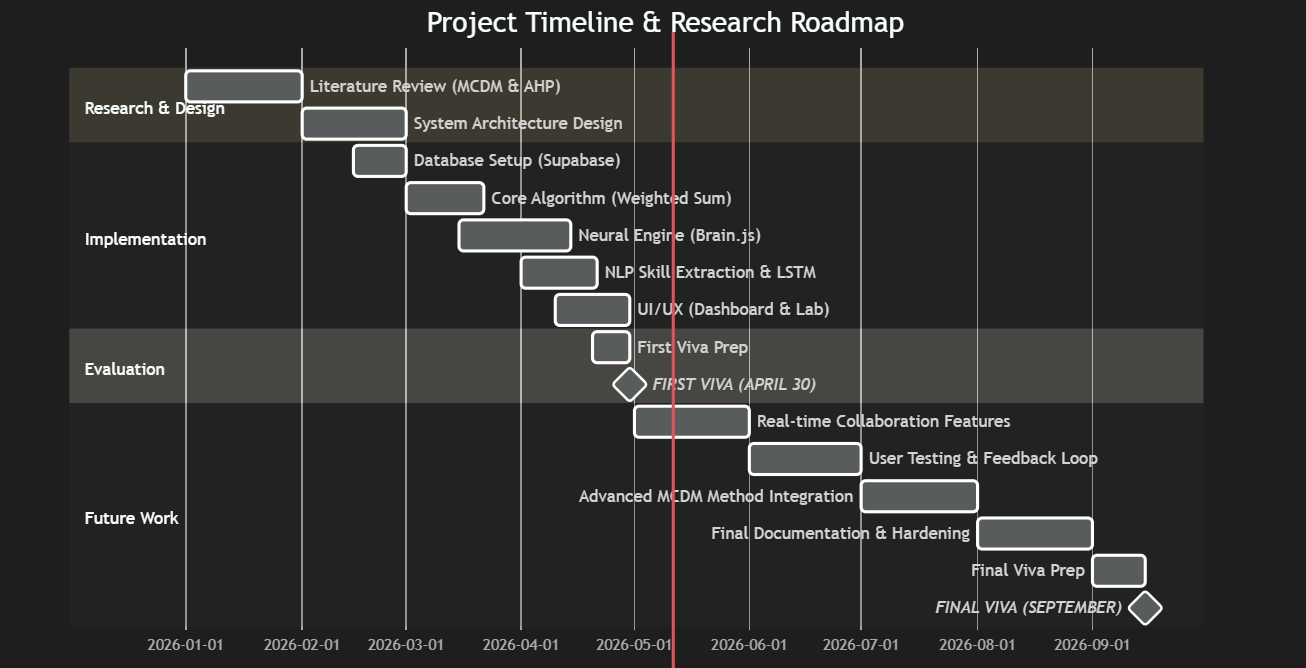 Project Timeline & Research Roadmap
Research & Design
Literature Review (MCDM & AHP)
System Architecture Design
Implementation
Database Setup (Supabase)
Core Algorithm (Weighted Sum)
Neural Engine (Brain.js)
NLP Skill Extraction & LSTM
UI/UX (Dashboard & Lab)
Evaluation
First Viva Prep
FIRST VIVA (APRIL 30)
Future Work
Real-time Collaboration Features
User Testing & Feedback Loop
Advanced MCDM Method Integration
Final Documentation & Hardening
Final Viva Prep
FINAL VIVA (SEPTEMBER)
2026-01-01 2026-02-01 2026-03-01 2026-04-01 2026-05-01 2026-06-01 2026-07-01 2026-08-01 2026-09-01